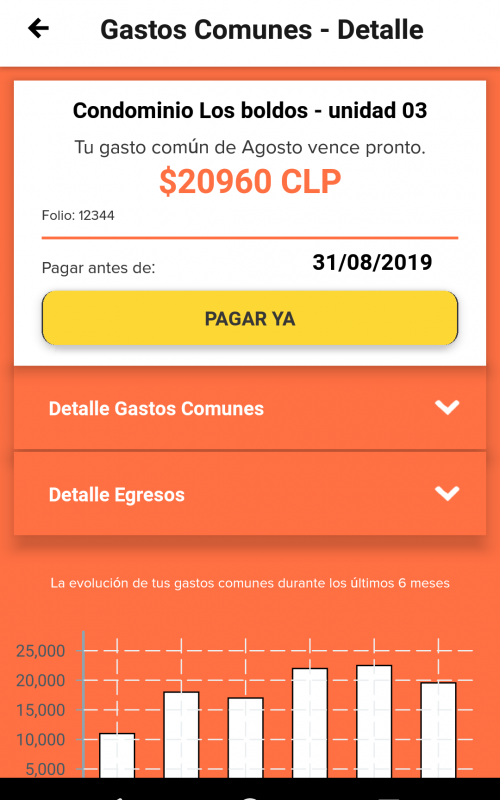 Gastos Comunes - Detalle
Condominio Los boldos - unidad 03
Tu gasto común de Agosto vence pronto.
$20960 CLP
Folio: 12344
Pagar antes de:
31/08/2019
PAGAR YA
Detalle Gastos Comunes
Detalle Egresos
La evolución de tus gastos comunes durante los últimos 6 meses
25,000
20,000
15,000
10,000
5,000